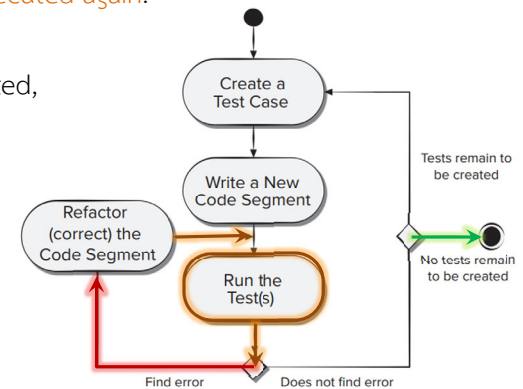 again!
Create a
Test Case
Tests remain to
be created
Write a New
Code Segment
Refactor
(correct) the
Code Segment
No tests remain
to be created
Run the
Test(s)
Find error
Does not find error